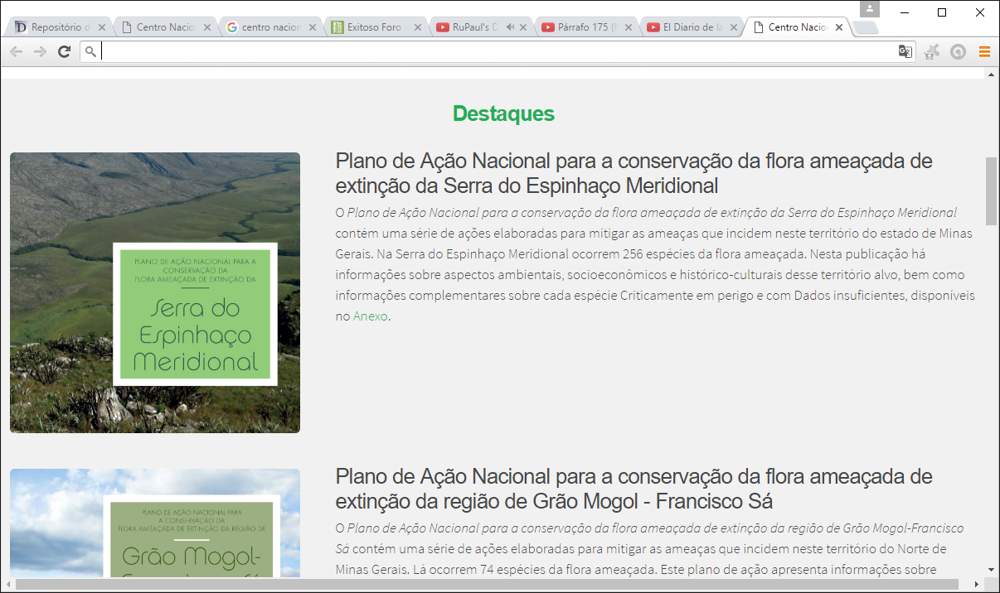 Repositório d
Centro Nacio
centro nacion
Exitoso Foro -
RuPaul's D
Párrafo 175 (
El Diario de la
Centro Nacio
Destaques
Plano de Ação Nacional para a conservação da flora ameaçada de
extinção da Serra do Espinhaço Meridional
O Plano de Ação Nacional para a conservação da flora ameaçada de extinção da Serra do Espinhaço Meridional
contém uma série de ações elaboradas para mitigar as ameaças que incidem neste território do estado de Minas
Gerais. Na Serra do Espinhaço Meridional ocorrem 256 espécies da flora ameaçada. Nesta publicação há
informações sobre aspectos ambientais, socioeconômicos e histórico-culturais desse território alvo, bem como
informações complementares sobre cada espécie Criticamente em perigo e com Dados insuficientes, disponíveis
no Anexo.
PLANO DE AÇÃO NACIONAL PARA A
CONSERVAÇÃO DA
FLORA AMEAÇADA DE EXTINÇÃO DA
Serra do
Espinhaço
Meridional
Plano de Ação Nacional para a conservação da flora ameaçada de
extinção da região de Grão Mogol - Francisco Sá
O Plano de Ação Nacional para a conservação da flora ameaçada de extinção da região de Grão Mogol-Francisco
Sá contém uma série de ações elaboradas para mitigar as ameaças que incidem neste território do Norte de
Minas Gerais. Lá ocorrem 74 espécies da flora ameaçada. Este plano de ação apresenta informações sobre
PLANO DE AÇÃO NACIONAL PARA
A CONSERVAÇÃO DA
FLORA AMEAÇADA DE EXTINÇÃO DA REGIÃO DE
Grão Mogol-